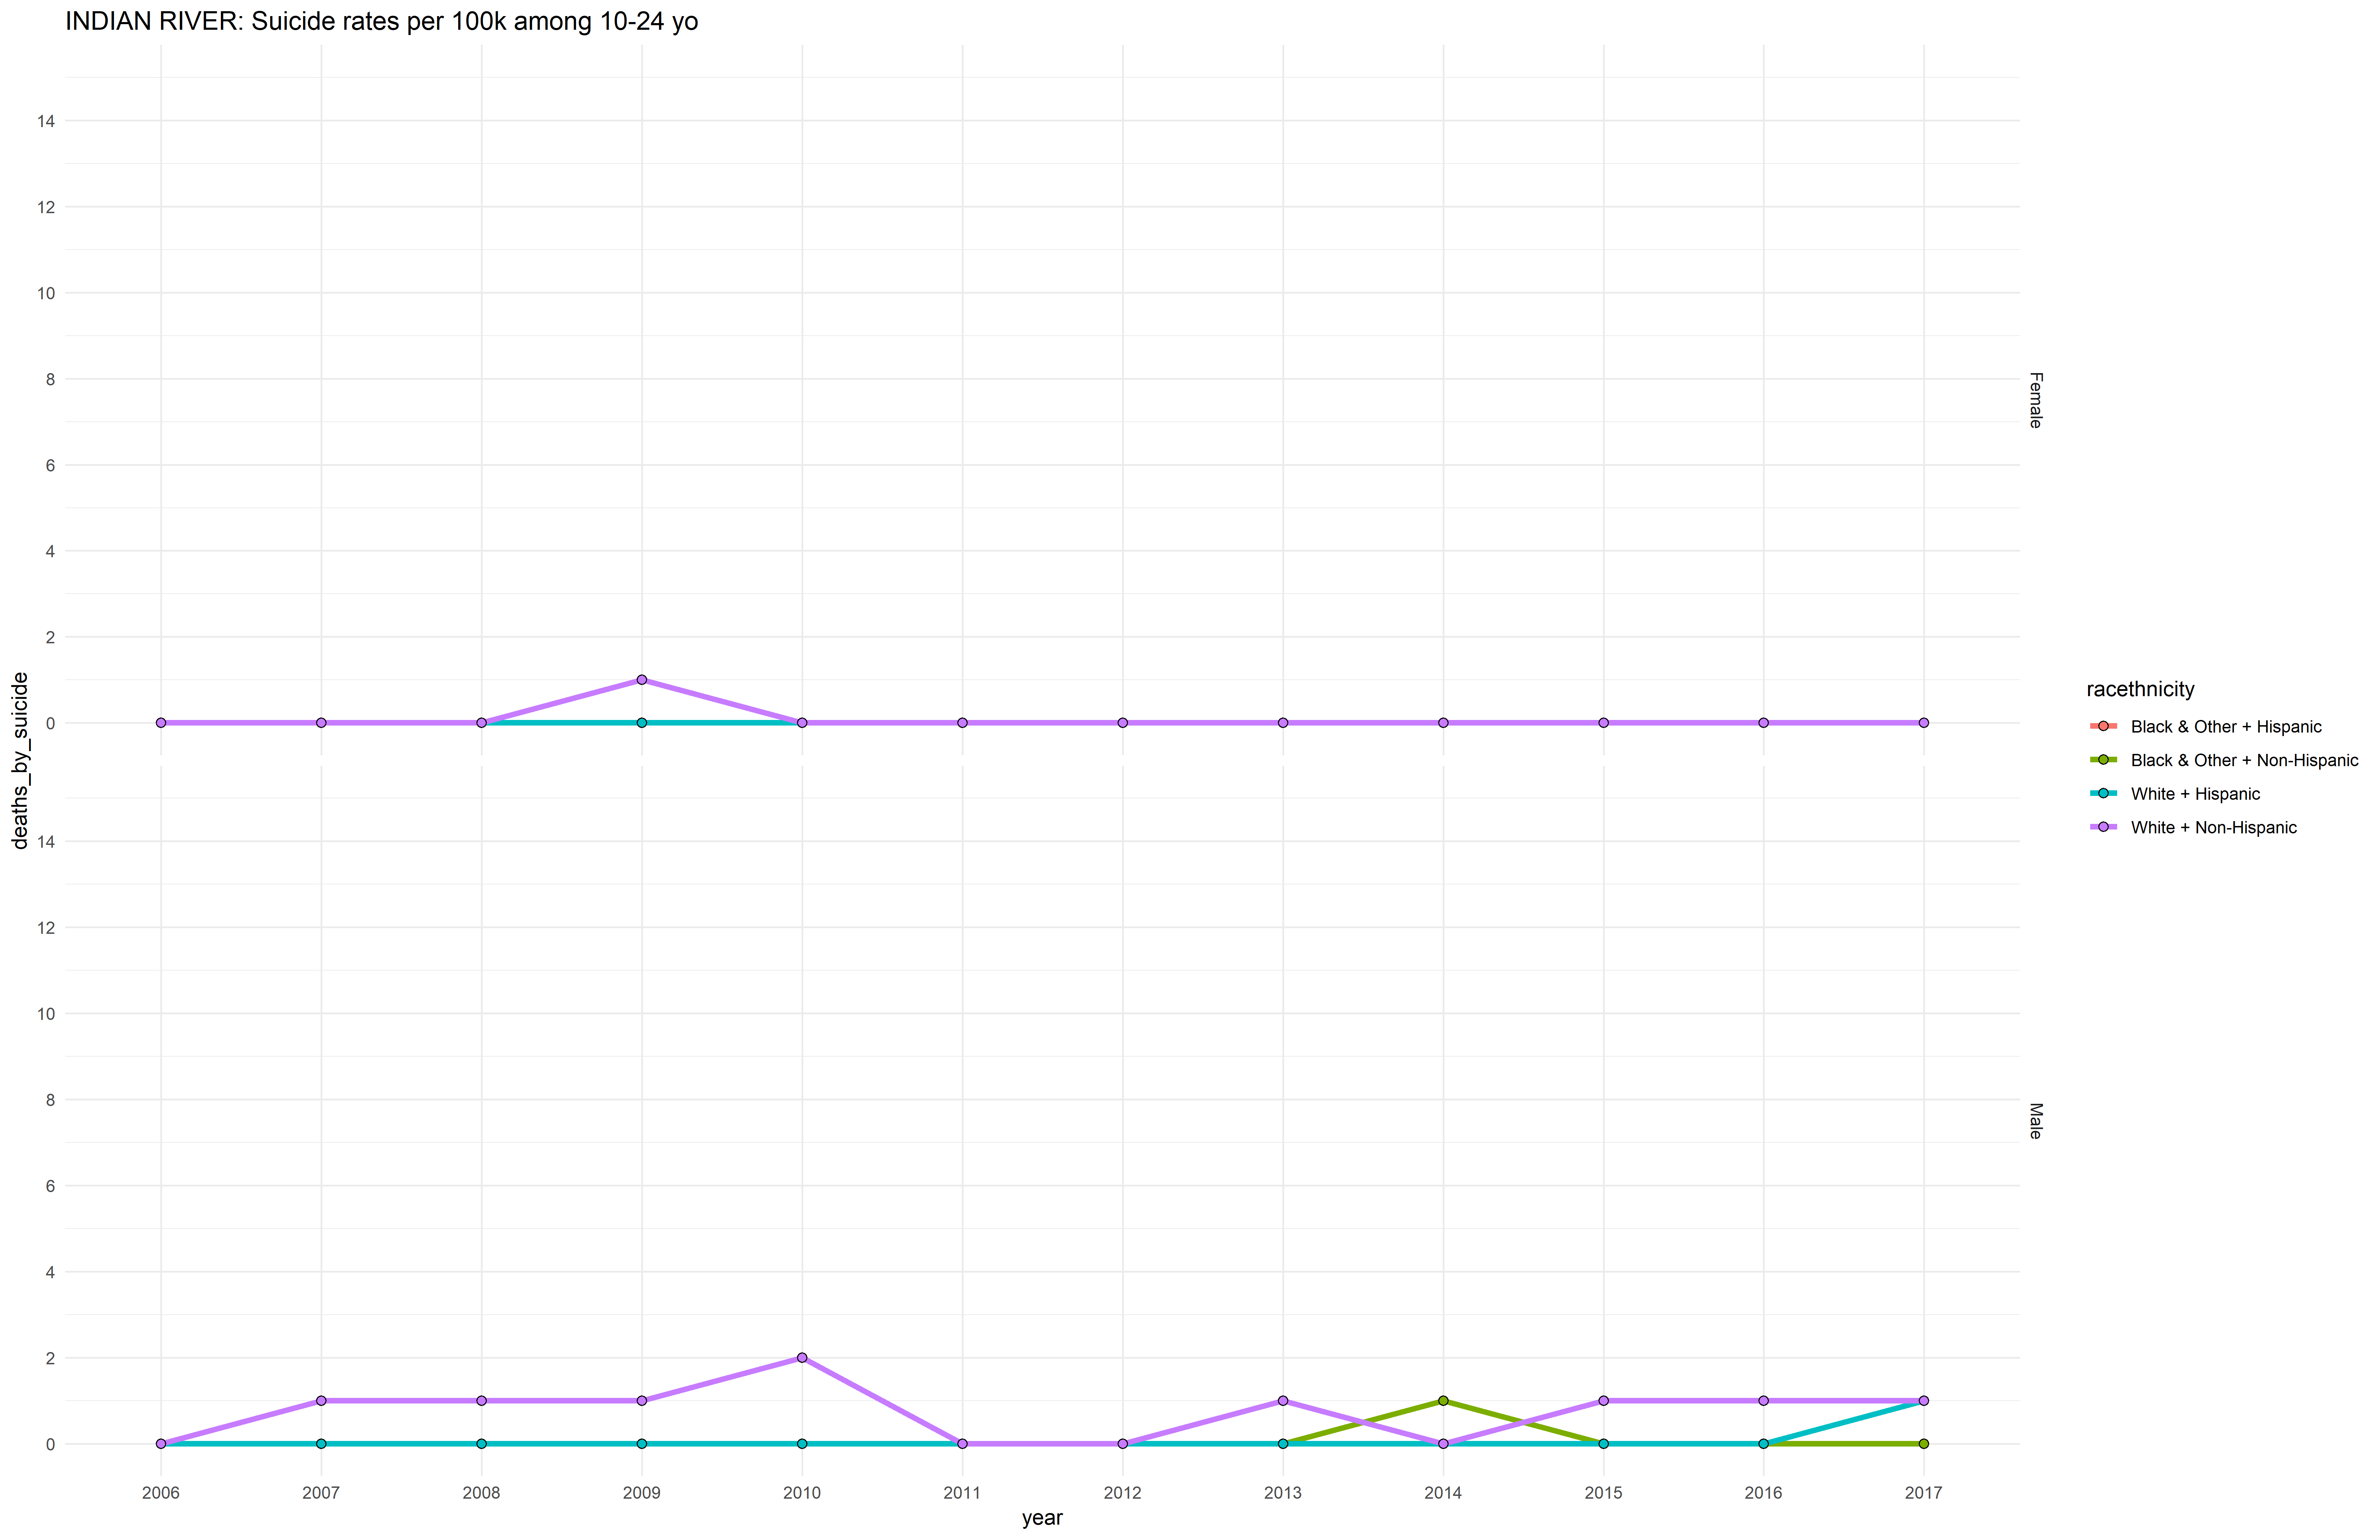 INDIAN RIVER: Suicide rates per 100k among 10-24 yo
deaths_by_suicide
14
12
10
8
6
4
2
0
Female
14
12
10
8
6
4
2
0
Male
2006 2007 2008 2009 2010 2011 2012 2013 2014 2015 2016 2017
year
racethnicity
Black & Other + Hispanic
Black & Other + Non-Hispanic
White + Hispanic
White + Non-Hispanic